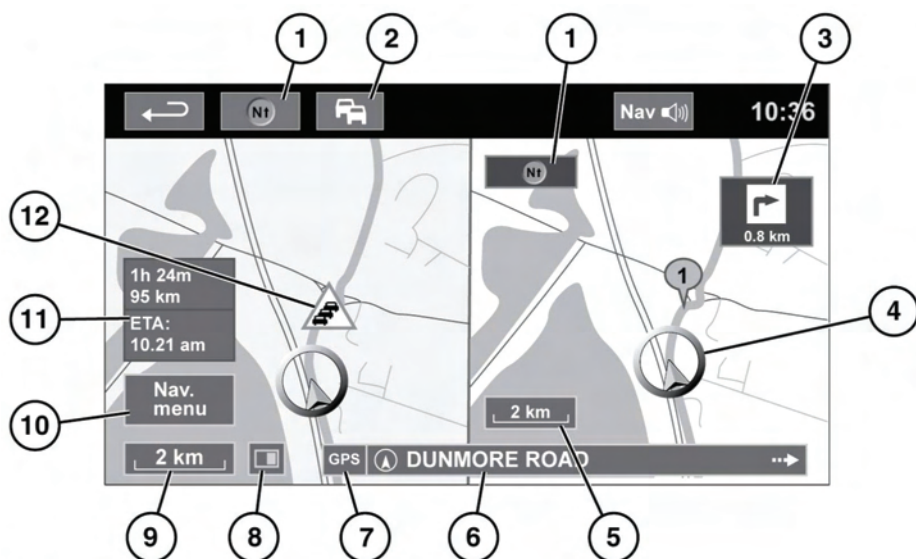 1
2
1
3
Nt
Nav
10:36
Nt
0.8 km
12
1h 24m
95 km
1
11
ETA:
10.21 am
4
Nav.
menu
2 km
10
2 km
GPS
DUNMORE ROAD
9
8
7
6
5